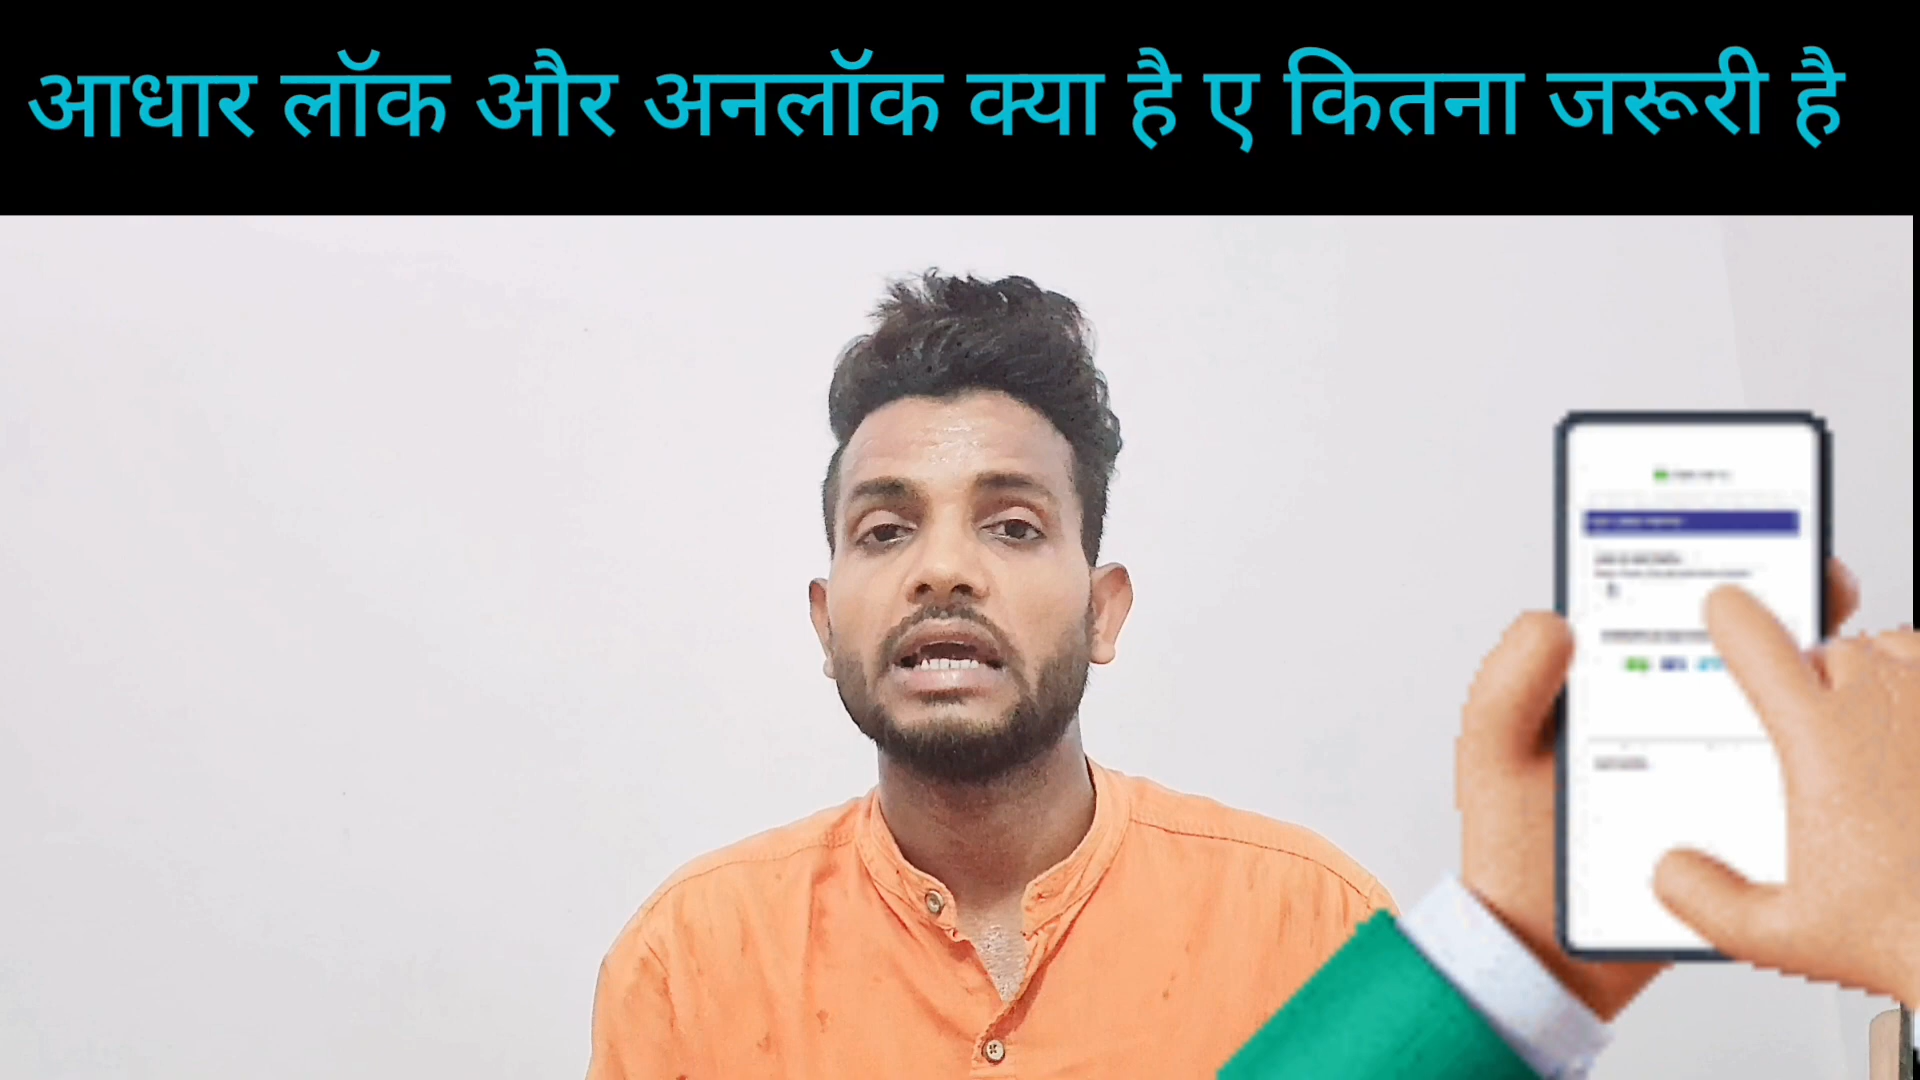 आधार लॉक और अनलॉक क्या है ए कितना जरूरी है